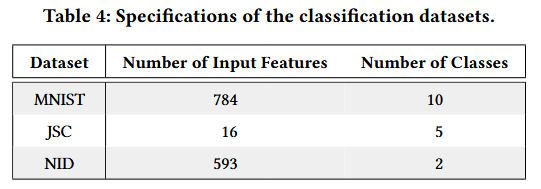 Table 4: Specifications of the classification datasets.
Dataset Number of Input Features Number of Classes
MNIST 784 10
JSC 16 5
NID 593 2